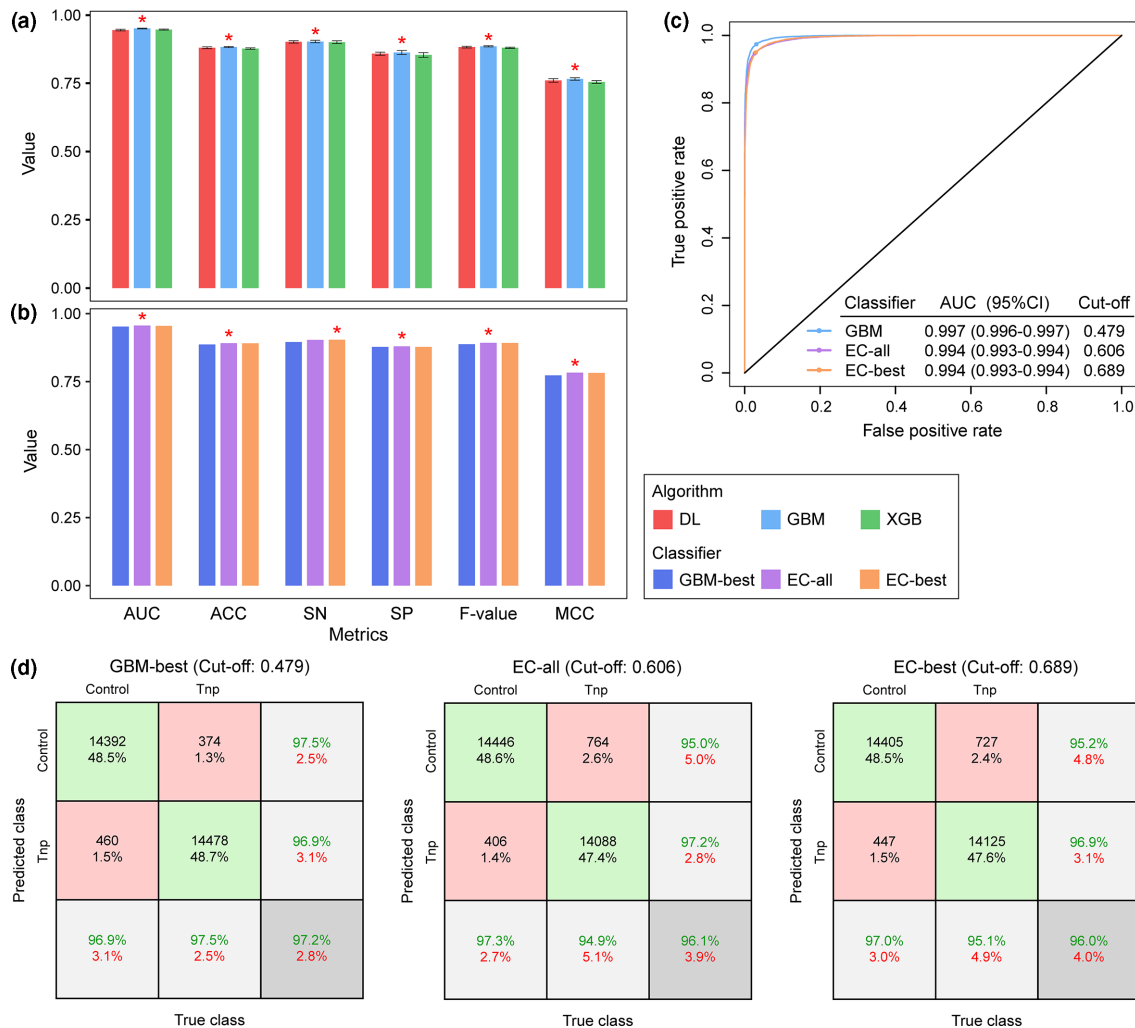 (a)
1.00
0.75
0.50
0.25
0.00
Value
* * * * * *
(b)
1.00
0.75
0.50
0.25
0.00
Value
* * * * * *
AUC ACC SN SP F-value MCC
Metrics
(c)
1.0
0.8
0.6
0.4
0.2
0.0
True positive rate
Classifier AUC (95%CI) Cut-off
GBM 0.997 (0.996-0.997) 0.479
EC-all 0.994 (0.993-0.994) 0.606
EC-best 0.994 (0.993-0.994) 0.689
0.0 0.2 0.4 0.6 0.8 1.0
False positive rate
Algorithm
DL GBM XGB
Classifier
GBM-best EC-all EC-best
(d)
GBM-best (Cut-off: 0.479)
Control Tnp
Predicted class
Control
14392 374 97.5%
48.5% 1.3% 2.5%
Tnp
460 14478 96.9%
1.5% 48.7% 3.1%
96.9% 97.5% 97.2%
3.1% 2.5% 2.8%
True class
EC-all (Cut-off: 0.606)
Control Tnp
Predicted class
Control
14446 764 95.0%
48.6% 2.6% 5.0%
Tnp
406 14088 97.2%
1.4% 47.4% 2.8%
97.3% 94.9% 96.1%
2.7% 5.1% 3.9%
True class
EC-best (Cut-off: 0.689)
Control Tnp
Predicted class
Control
14405 727 95.2%
48.5% 2.4% 4.8%
Tnp
447 14125 96.9%
1.5% 47.6% 3.1%
97.0% 95.1% 96.0%
3.0% 4.9% 4.0%
True class